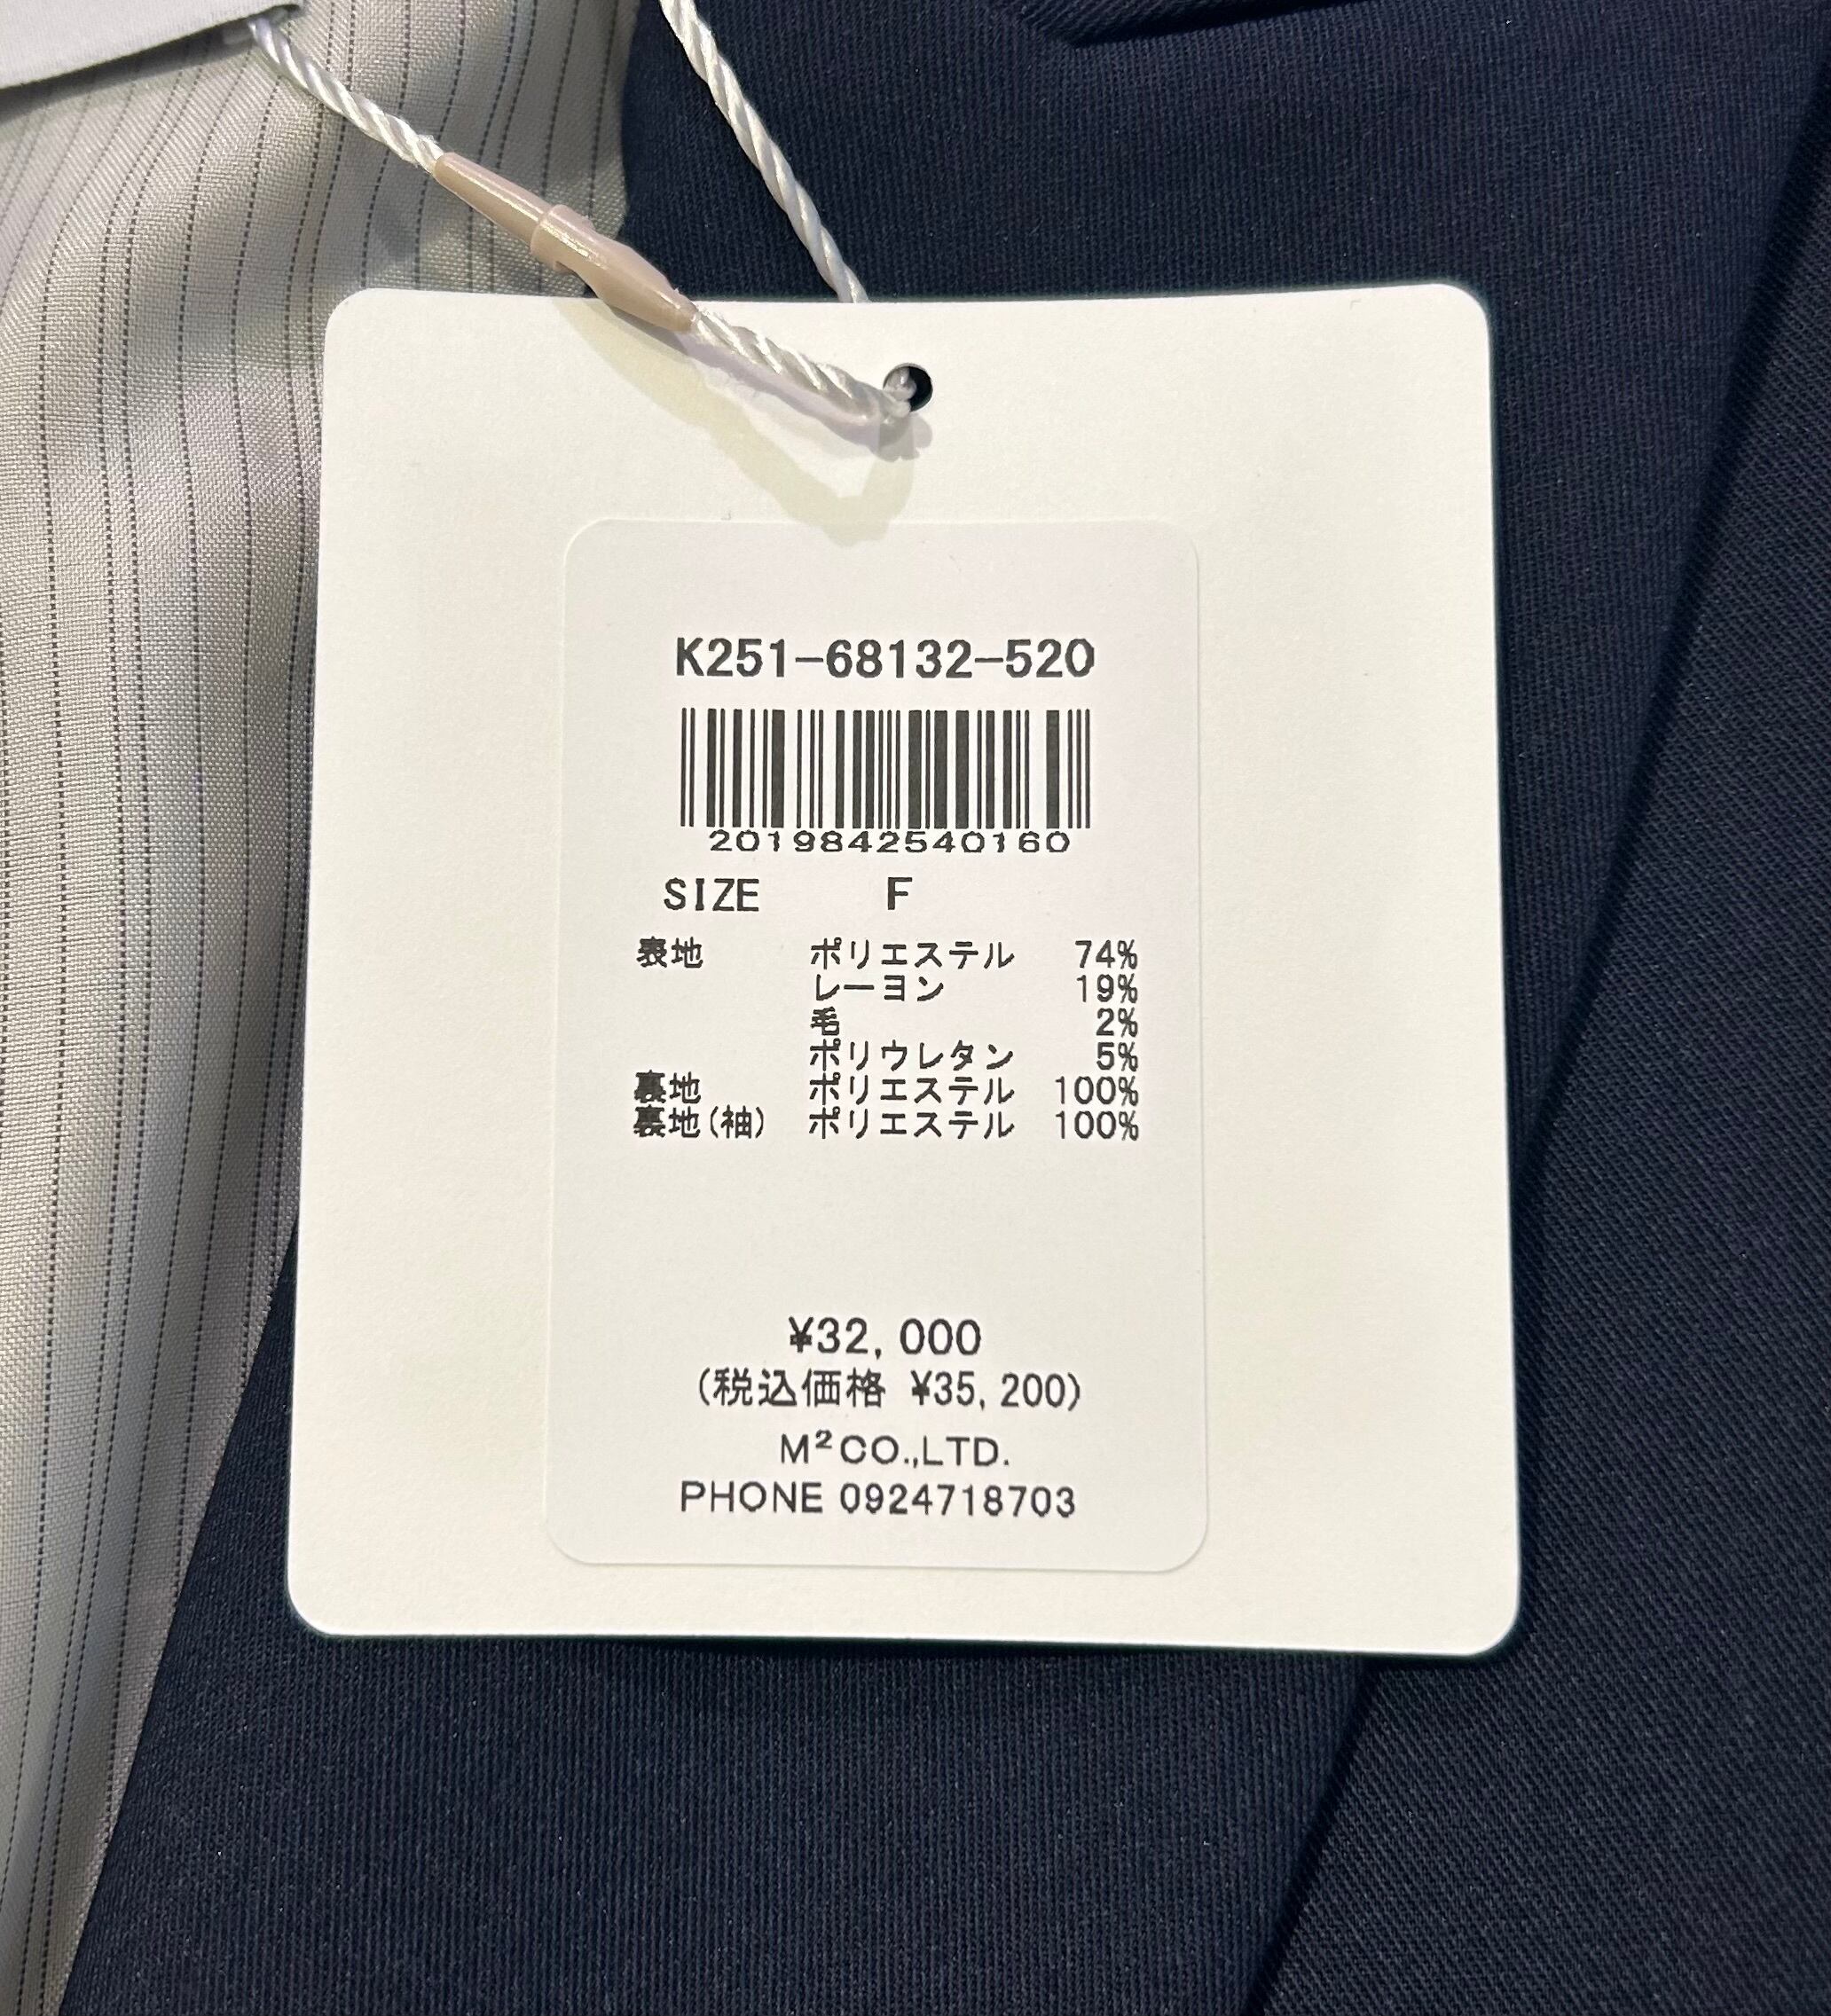 K251-68132-520
2019842540160
SIZE F
表地 ポリエステル 74%
レーヨン 19%
毛 2%
ポリウレタン 5%
裏地 ポリエステル 100%
裏地(袖) ポリエステル 100%
¥32,000
(税込価格 ¥35,200)
M²CO.,LTD.
PHONE 0924718703